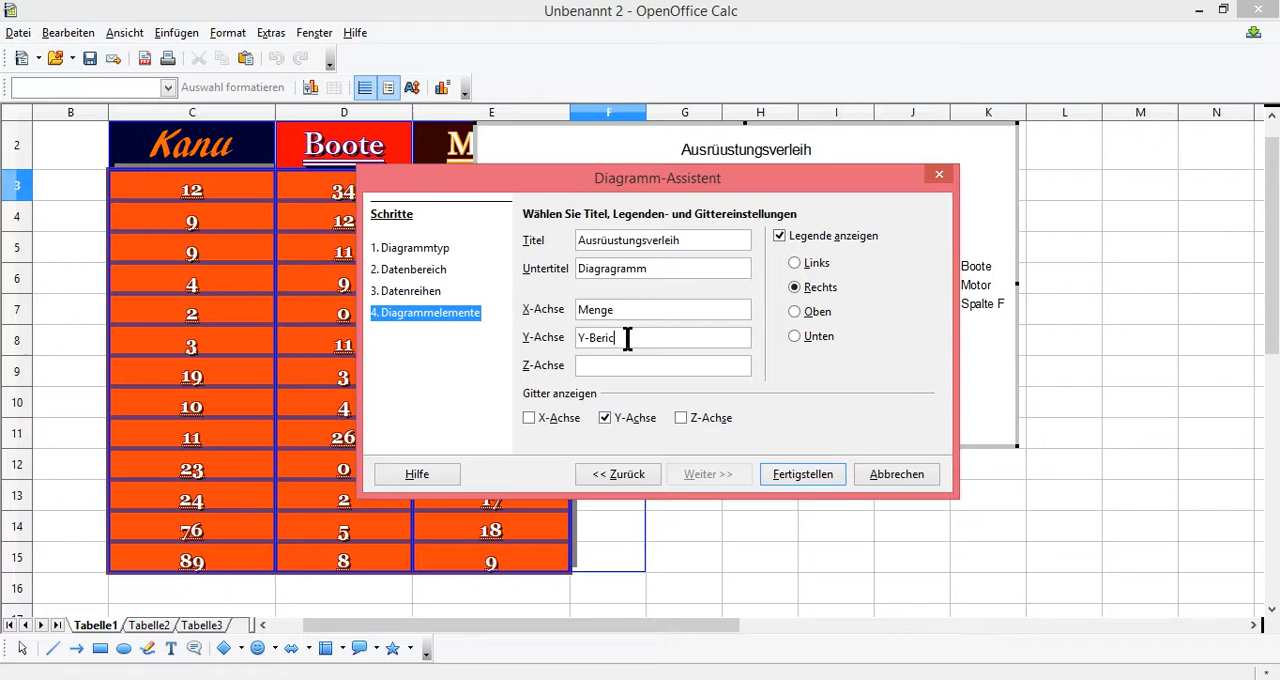 Unbenannt 2 - OpenOffice Calc
Datei Bearbeiten Ansicht Einfügen Format Extras Fenster Hilfe
Auswahl formatieren
B C D E F G H I J K L M N
2 Kanu Boote M Ausrüustungsverleih
Diagramm-Assistent
Schritte
1. Diagrammtyp
2. Datenbereich
3. Datenreihen
4. Diagrammelemente
Wählen Sie Titel, Legenden- und Gittereinstellungen
Titel Ausrüustungsverleih
Untertitel Diagragramm
X-Achse Menge
Y-Achse Y-Beric
Z-Achse
Legende anzeigen
Links
Rechts
Oben
Unten
Gitter anzeigen
X-Achse Y-Achse Z-Achse
Hilfe << Zurück Weiter >> Fertigstellen Abbrechen
Boote
Motor
Spalte F
3 12 34
4 9 12
5 9 11
6 4 9
7 2 0
8 3 11
9 19 3
10 10 4
11 11 26
12 23 0
13 24 2 17
14 76 5 18
15 89 8 9
16
17
Tabelle1 Tabelle2 Tabelle3